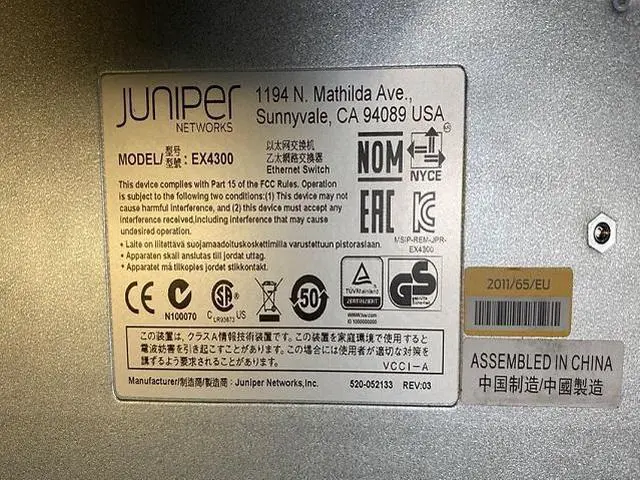 JUNIPER
NETWORKS
1194 N. Mathilda Ave.,
Sunnyvale, CA 94089 USA
MODEL/型号/型號: EX4300
以太网交换机
乙太網路交換器
Ethernet Switch
NOM
NYCE
This device complies with Part 15 of the FCC Rules. Operation
is subject to the following two conditions:(1) This device may not
cause harmful interference, and (2) this device must accept any
interference received,including interference that may cause
undesired operation.
EAC
MSIP-REM-JPR-
EX4300
• Laite on liitettävä suojamaadoituskoskettimilla varustettuun pistorasiaan.
• Apparaten skall anslutas till jordat uttag.
• Apparatet må tilkoples jordet stikkontakt.
CE
N100070
C SA US
LR93873
50
TÜVRheinland
ZERTIFIZIERT
GS
geprüfte
Sicherheit
この装置は、クラスA情報技術装置です。この装置を家庭環境で使用すると
電波妨害を引き起こすことがあります。この場合には使用者が適切な対策を
講ずるよう要求されることがあります。
VCCI-A
Manufacturer/制造商/製造商: Juniper Networks,Inc. 520-052133 REV:03
2011/65/EU
ASSEMBLED IN CHINA
中国制造/中國製造